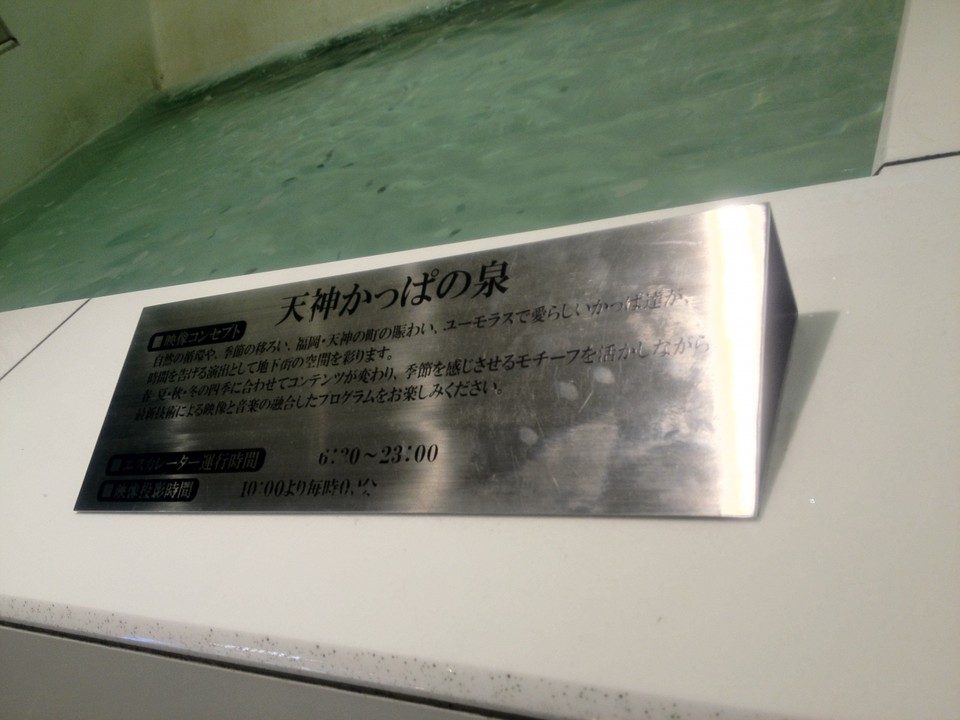 天神かっぱの泉
■映像コンセプト
自然の循環や、季節の移ろい、福岡・天神の町の賑わい、ユーモラスで愛らしいかっぱ達が、
時間を告げる演出として地下街の空間を彩ります。
春・夏・秋・冬の四季に合わせてコンテンツが変わり、季節を感じさせるモチーフを活かしながら
最新技術による映像と音楽の融合したプログラムをお楽しみください。
■エスカレーター運行時間 6:30～23:00
■映像投影時間 10:00より毎時0,